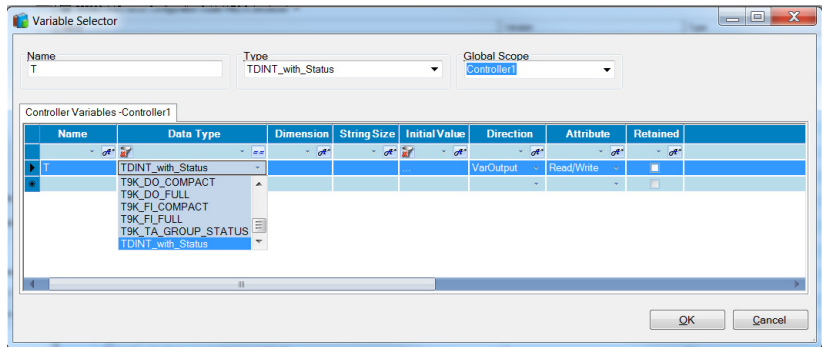 Variable Selector
Name
Type
Global Scope
T
TDINT_with_Status
Controller1
Controller Variables -Controller1
Name Data Type Dimension String Size Initial Value Direction Attribute Retained
T TDINT_with_Status ... VarOutput Read/Write
T9K_DO_COMPACT
T9K_DO_FULL
T9K_FI_COMPACT
T9K_FI_FULL
T9K_TA_GROUP_STATUS
TDINT_with_Status
OK
Cancel